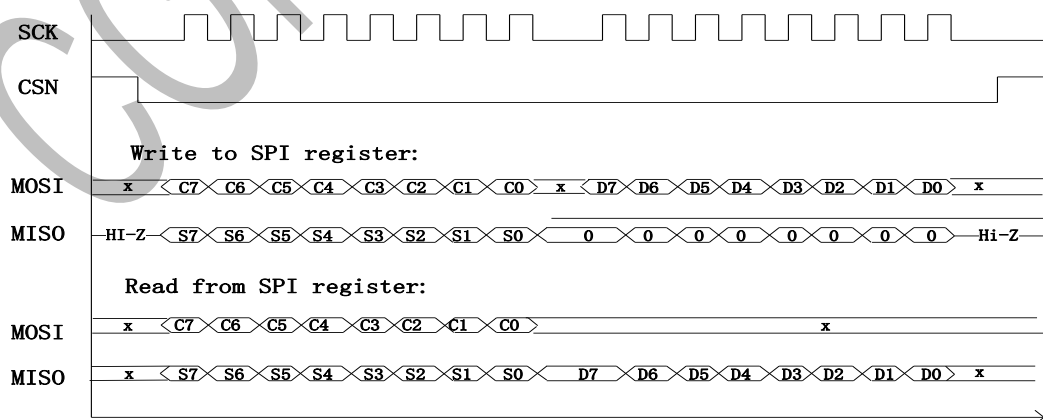 SCK
CSN
Write to SPI register:
MOSI x C7 C6 C5 C4 C3 C2 C1 C0 x D7 D6 D5 D4 D3 D2 D1 D0 x
MISO HI-Z S7 S6 S5 S4 S3 S2 S1 S0 0 0 0 0 0 0 0 0 Hi-Z
Read from SPI register:
MOSI x C7 C6 C5 C4 C3 C2 C1 C0 x
MISO x S7 S6 S5 S4 S3 S2 S1 S0 D7 D6 D5 D4 D3 D2 D1 D0 x